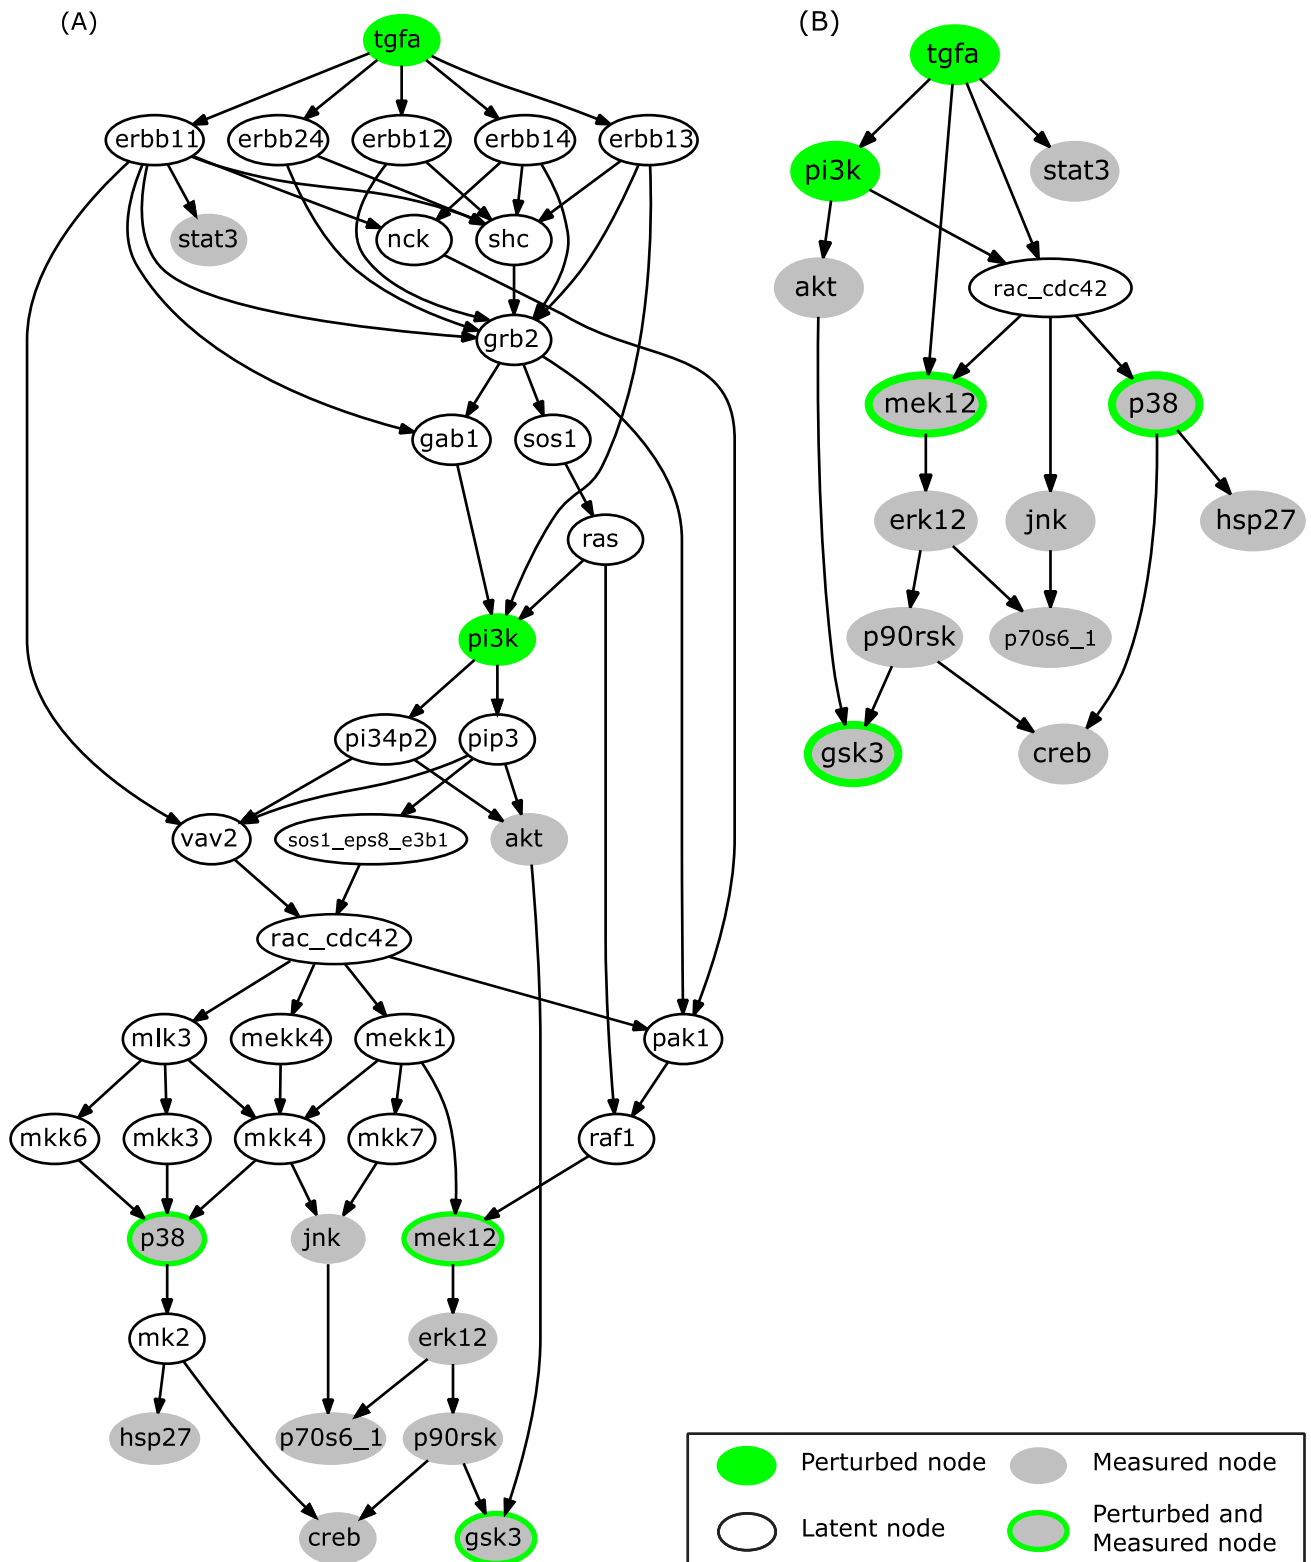 (A)
tgfa
erbb11 erbb24 erbb12 erbb14 erbb13
stat3 nck shc
grb2
gab1 sos1
ras
pi3k
pi34p2 pip3
vav2 sos1_eps8_e3b1 akt
rac_cdc42
mlk3 mekk4 mekk1 pak1
mkk6 mkk3 mkk4 mkk7 raf1
p38 jnk mek12
mk2 erk12
hsp27 p70s6_1 p90rsk
creb gsk3
(B)
tgfa
pi3k stat3
akt rac_cdc42
mek12 p38
erk12 jnk hsp27
p90rsk p70s6_1
gsk3 creb
Perturbed node
Measured node
Latent node
Perturbed and
Measured node